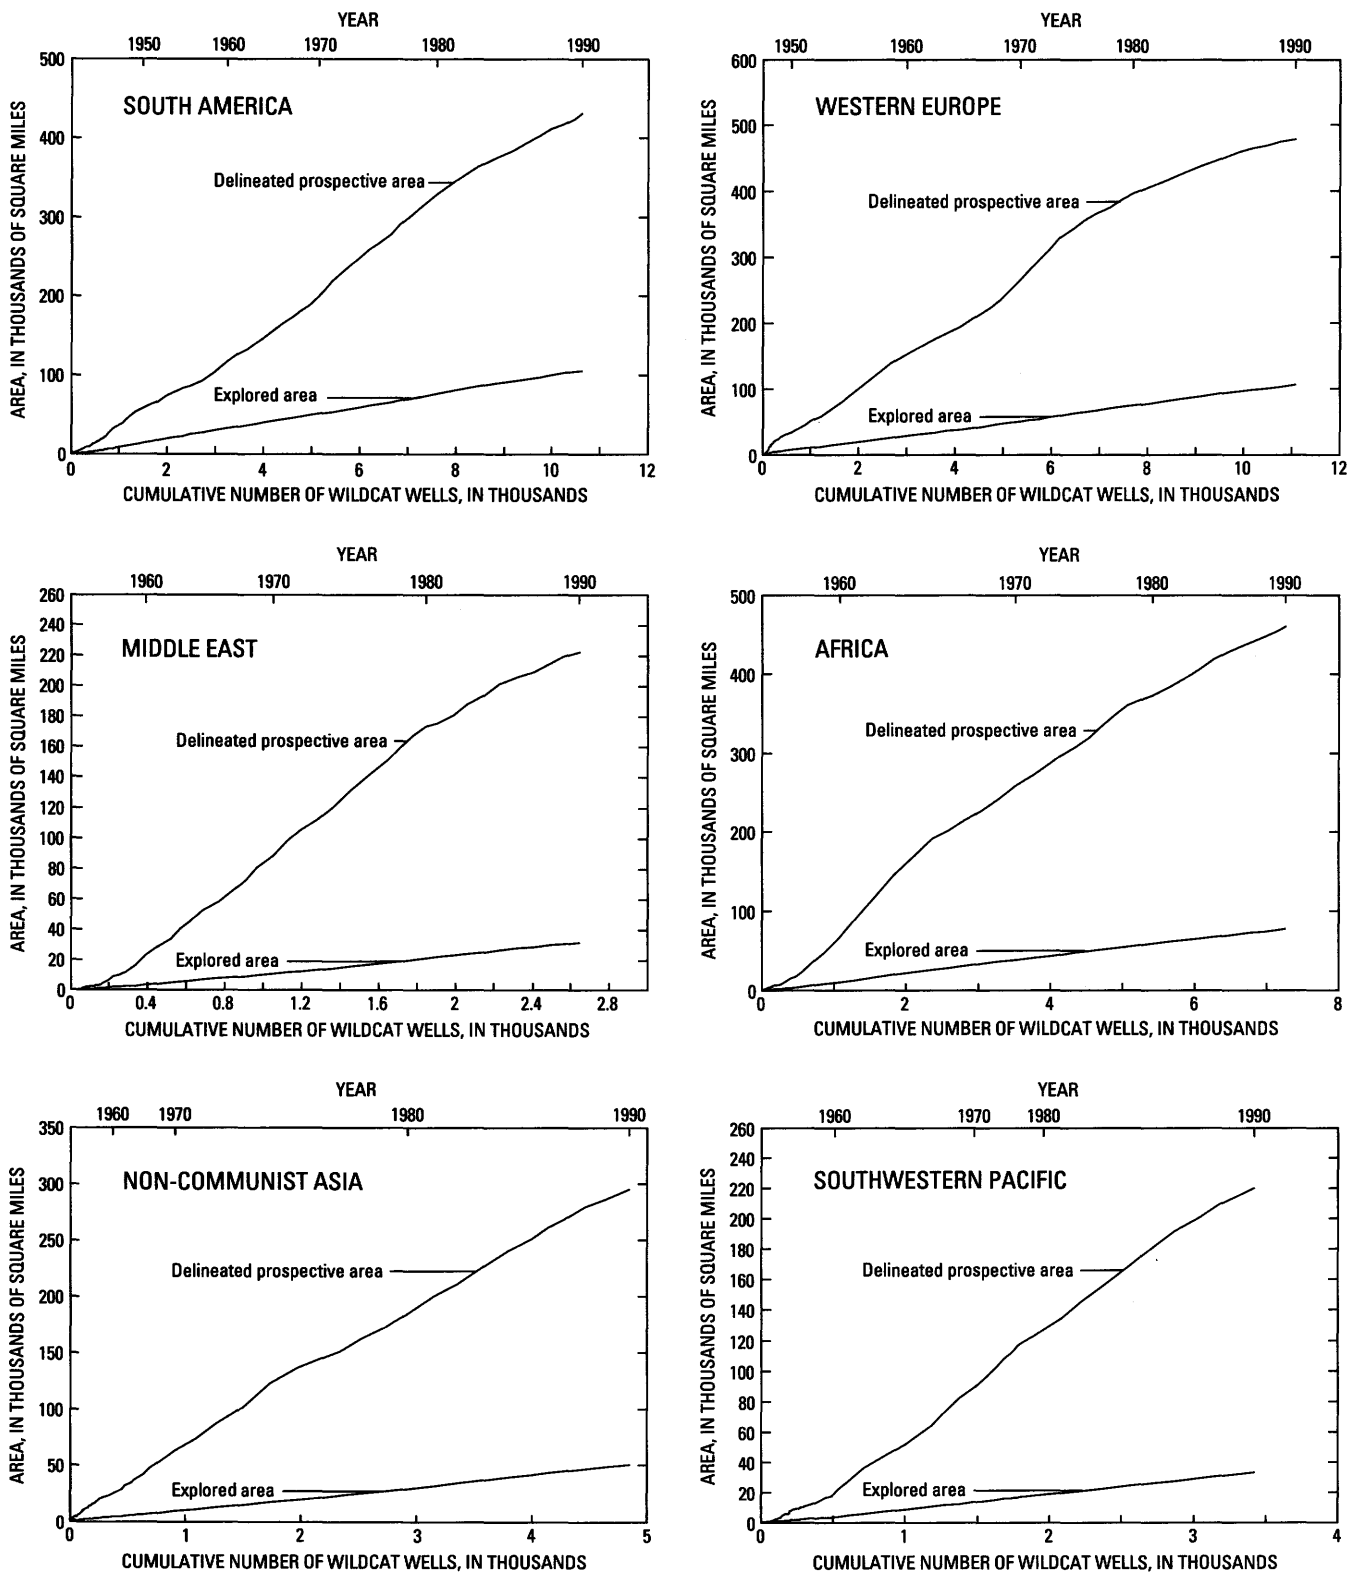 YEAR
1950 1960 1970 1980 1990
500
400
300
200
100
0
AREA, IN THOUSANDS OF SQUARE MILES
SOUTH AMERICA
Delineated prospective area
Explored area
0 2 4 6 8 10 12
CUMULATIVE NUMBER OF WILDCAT WELLS, IN THOUSANDS
YEAR
1950 1960 1970 1980 1990
600
500
400
300
200
100
0
AREA, IN THOUSANDS OF SQUARE MILES
WESTERN EUROPE
Delineated prospective area
Explored area
0 2 4 6 8 10 12
CUMULATIVE NUMBER OF WILDCAT WELLS, IN THOUSANDS
YEAR
1960 1970 1980 1990
260
240
220
200
180
160
140
120
100
80
60
40
20
0
AREA, IN THOUSANDS OF SQUARE MILES
MIDDLE EAST
Delineated prospective area
Explored area
0 0.4 0.8 1.2 1.6 2 2.4 2.8
CUMULATIVE NUMBER OF WILDCAT WELLS, IN THOUSANDS
YEAR
1960 1970 1980 1990
500
400
300
200
100
0
AREA, IN THOUSANDS OF SQUARE MILES
AFRICA
Delineated prospective area
Explored area
0 2 4 6 8
CUMULATIVE NUMBER OF WILDCAT WELLS, IN THOUSANDS
YEAR
1960 1970 1980 1990
350
300
250
200
150
100
50
0
AREA, IN THOUSANDS OF SQUARE MILES
NON-COMMUNIST ASIA
Delineated prospective area
Explored area
0 1 2 3 4 5
CUMULATIVE NUMBER OF WILDCAT WELLS, IN THOUSANDS
YEAR
1960 1970 1980 1990
260
240
220
200
180
160
140
120
100
80
60
40
20
0
AREA, IN THOUSANDS OF SQUARE MILES
SOUTHWESTERN PACIFIC
Delineated prospective area
Explored area
0 1 2 3 4
CUMULATIVE NUMBER OF WILDCAT WELLS, IN THOUSANDS